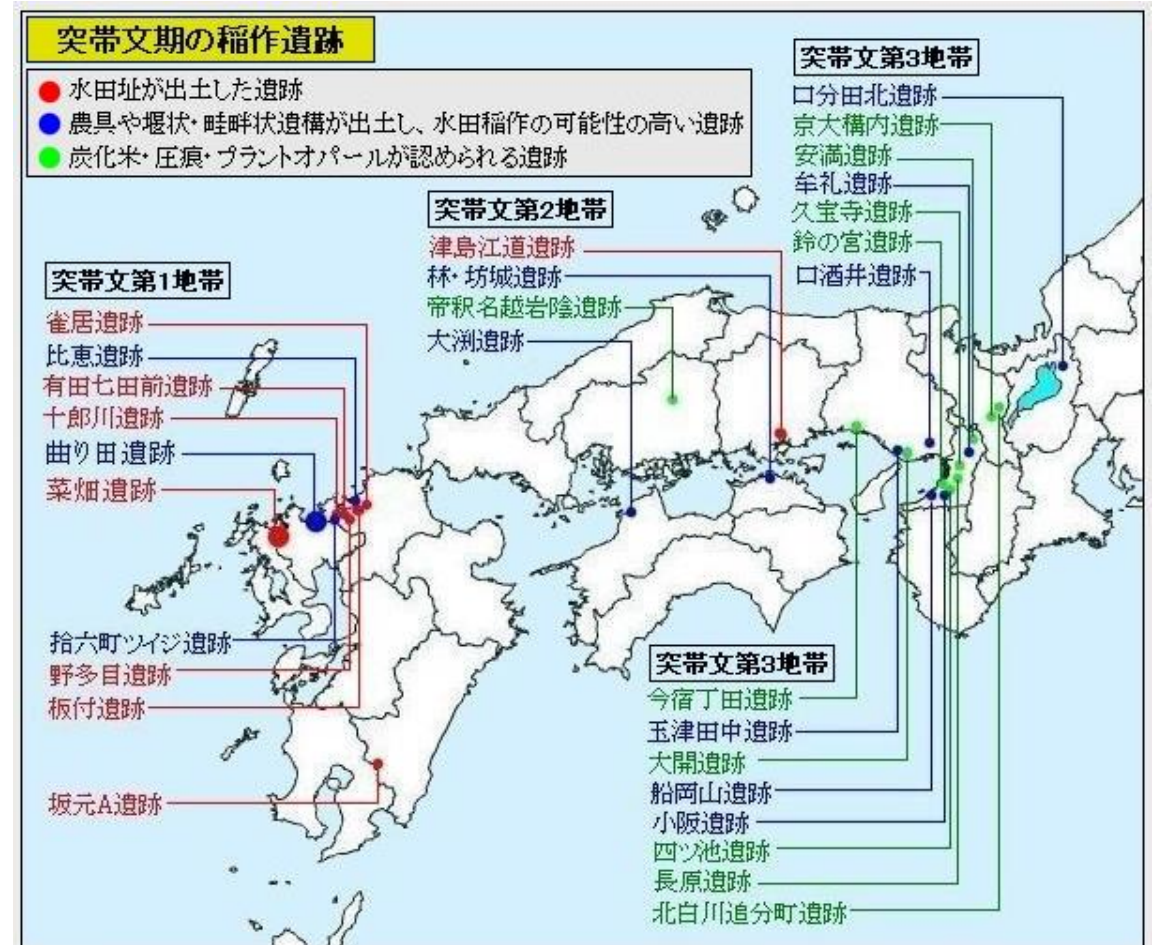 突帯文期の稲作遺跡
水田址が出土した遺跡
農具や堰状・畦畔状遺構が出土し、水田稲作の可能性の高い遺跡
炭化米・圧痕・プラントオパールが認められる遺跡
突帯文第1地帯
雀居遺跡
比恵遺跡
有田七田前遺跡
十郎川遺跡
曲り田遺跡
菜畑遺跡
拾六町ツイジ遺跡
野多目遺跡
板付遺跡
坂元A遺跡
突帯文第2地帯
津島江道遺跡
林・坊城遺跡
帝釈名越岩陰遺跡
大渕遺跡
突帯文第3地帯
口分田北遺跡
京大構内遺跡
安満遺跡
牟礼遺跡
久宝寺遺跡
鈴の宮遺跡
口酒井遺跡
突帯文第3地帯
今宿丁田遺跡
玉津田中遺跡
大開遺跡
船岡山遺跡
小阪遺跡
四ツ池遺跡
長原遺跡
北白川追分町遺跡